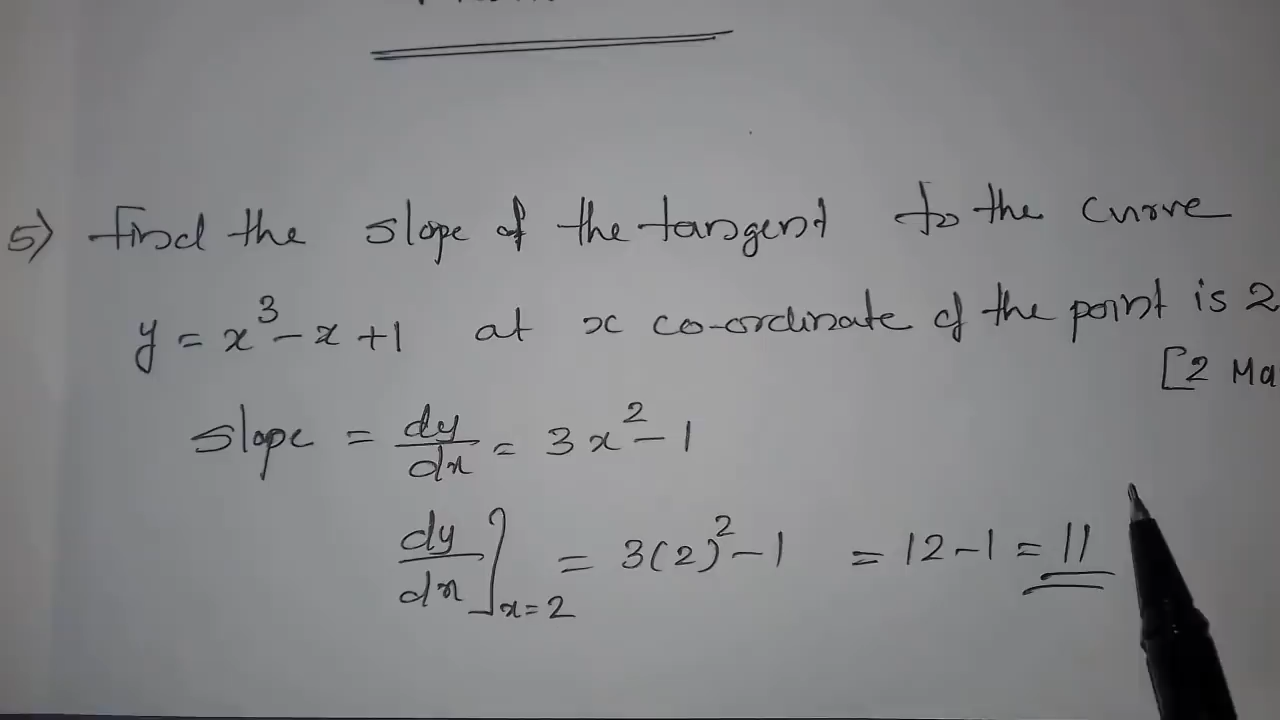 5) Find the slope of the tangent to the curve
y = x³ - x + 1 at x co-ordinate of the point is 2
[2 Ma
slope = dy/dx = 3x² - 1
dy/dx]x=2 = 3(2)² - 1 = 12 - 1 = 11